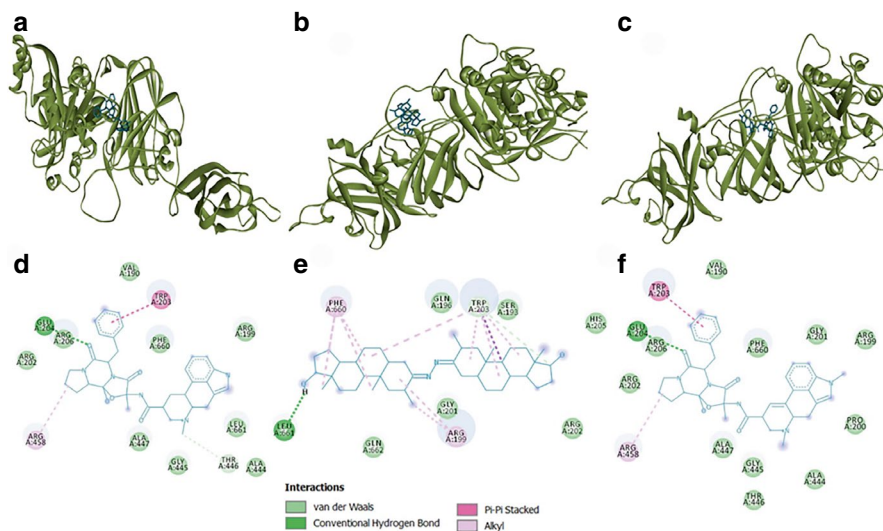 a
b
c
d
VAL
A:190
TRP
A:203
GLU
A:204
ARG
A:206
PHE
A:660
ARG
A:199
ARG
A:202
ARG
A:458
ALA
A:447
GLY
A:445
THR
A:446
LEU
A:661
ALA
A:444
e
PHE
A:660
GLN
A:196
TRP
A:203
SER
A:193
H
N
N
LEU
A:661
GLY
A:201
ARG
A:199
GLN
A:662
ARG
A:202
f
VAL
A:190
TRP
A:203
HIS
A:205
GLU
A:204
ARG
A:206
PHE
A:660
GLY
A:201
ARG
A:199
ARG
A:202
ARG
A:458
ALA
A:447
GLY
A:445
THR
A:446
PRO
A:200
ALA
A:444
Interactions
van der Waals
Conventional Hydrogen Bond
Pi-Pi Stacked
Alkyl